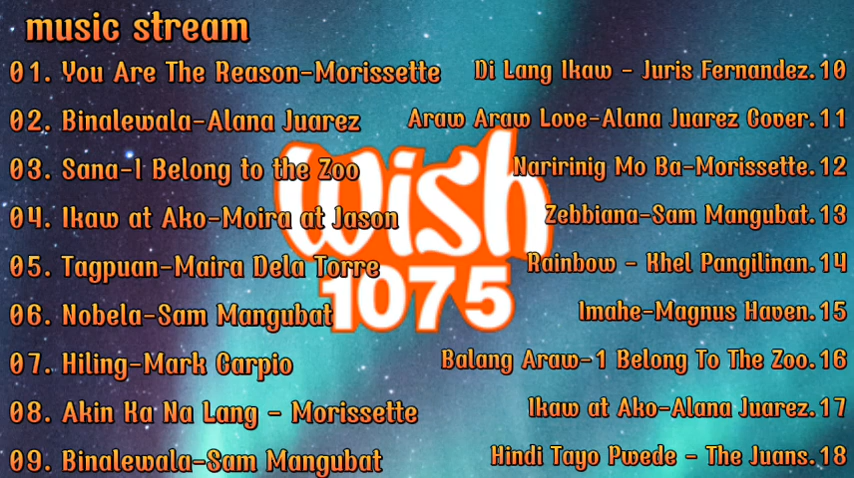 music stream
01. You Are The Reason-Morissette
02. Binalewala-Alana Juarez
03. Sana-I Belong to the Zoo
04. Ikaw at Ako-Moira at Jason
05. Tagpuan-Maira Dela Torre
06. Nobela-Sam Mangubat
07. Hiling-Mark Carpio
08. Akin Ka Na Lang - Morissette
09. Binalewala-Sam Mangubat
wish
1075
Di Lang Ikaw - Juris Fernandez.10
Araw Araw Love-Alana Juarez Cover.11
Naririnig Mo Ba-Morissette.12
Zebbiana-Sam Mangubat.13
Rainbow - Khel Pangilinan.14
Imahe-Magnus Haven.15
Balang Araw-1 Belong To The Zoo.16
Ikaw at Ako-Alana Juarez.17
Hindi Tayo Pwede - The Juans.18